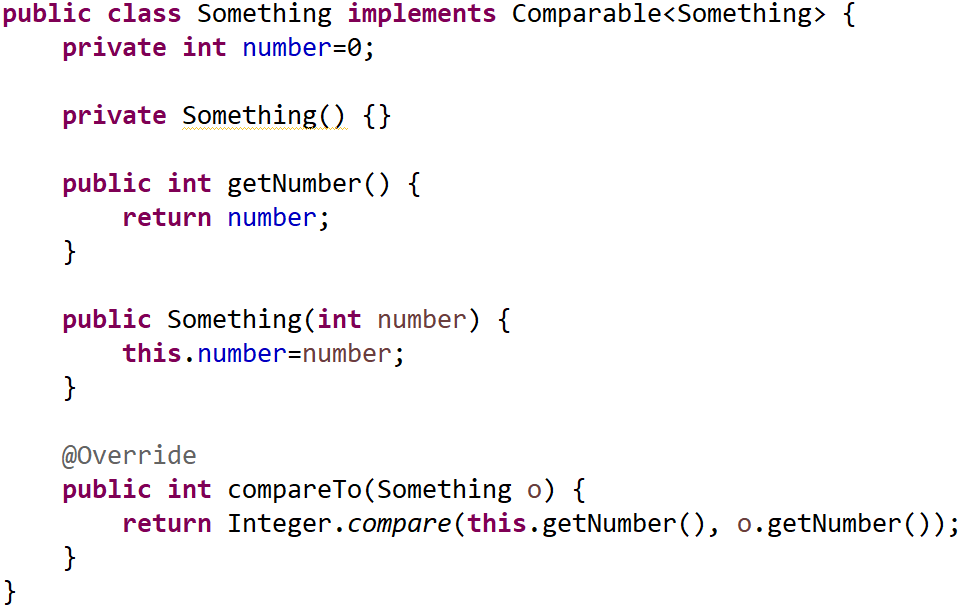 public class Something implements Comparable<Something> {
    private int number=0;

    private Something() {}

    public int getNumber() {
        return number;
    }

    public Something(int number) {
        this.number=number;
    }

    @Override
    public int compareTo(Something o) {
        return Integer.compare(this.getNumber(), o.getNumber());
    }
}